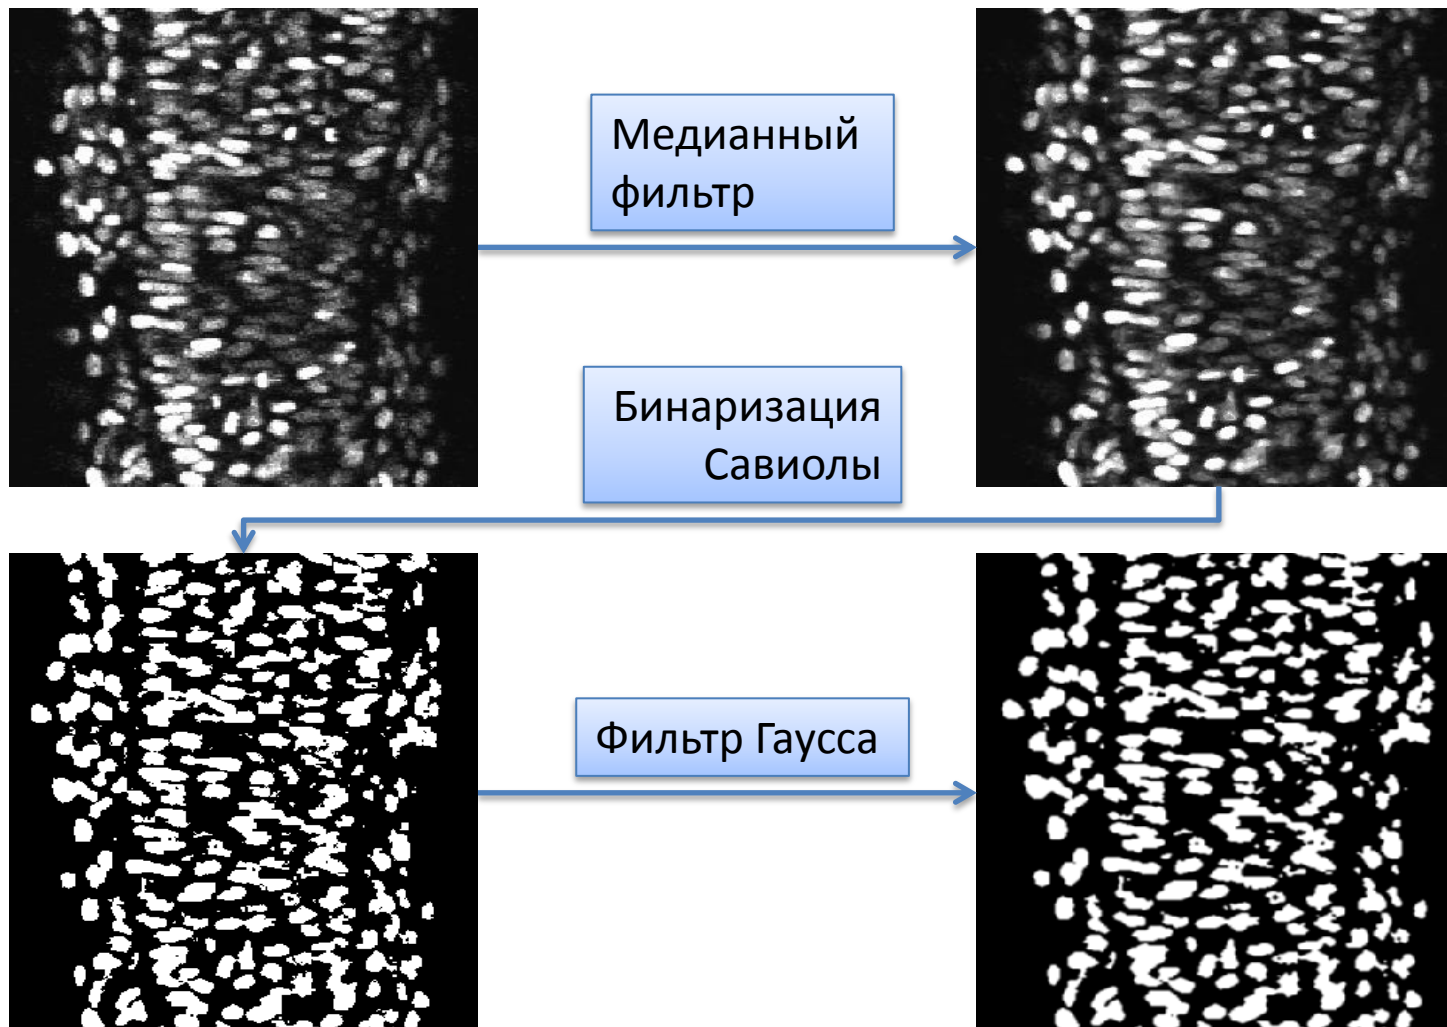 Медианный
фильтр
Бинаризация
Савиолы
Фильтр Гаусса